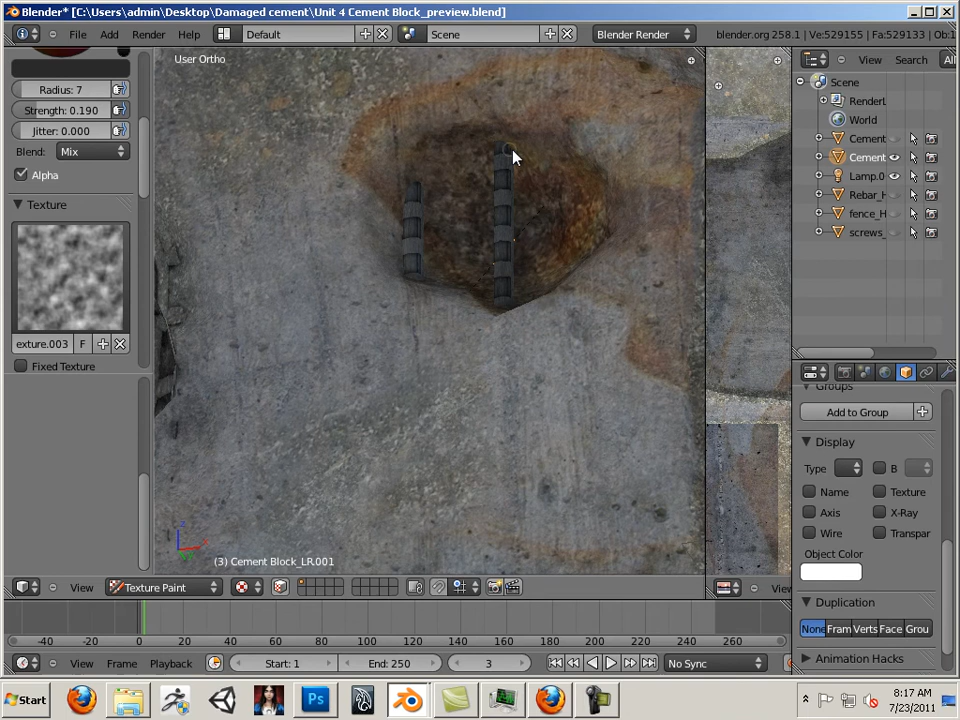 Blender* [C:\Users\admin\Desktop\Damaged cement\Unit 4 Cement Block_preview.blend]
File Add Render Help Default Scene Blender Render blender.org 258.1 | Ve:529155 | Fa:529133 | Ob:1
User Ortho
View Search All
Scene
RenderL
World
Cement
Cement
Lamp.0
Rebar_H
fence_H
screws_
Radius: 7
Strength: 0.190
Jitter: 0.000
Blend: Mix
Alpha
Texture
exture.003 F
Fixed Texture
Groups
Add to Group
Display
Type B
Name Texture
Axis X-Ray
Wire Transpar
Object Color
Duplication
None Fram Verts Face Grou
Animation Hacks
(3) Cement Block_LR.001
View Texture Paint View
-40 -20 0 20 40 60 80 100 120 140 160 180 200 220 240 260
View Frame Playback Start: 1 End: 250 3 No Sync
Start Ps 8:17 AM
7/23/2011